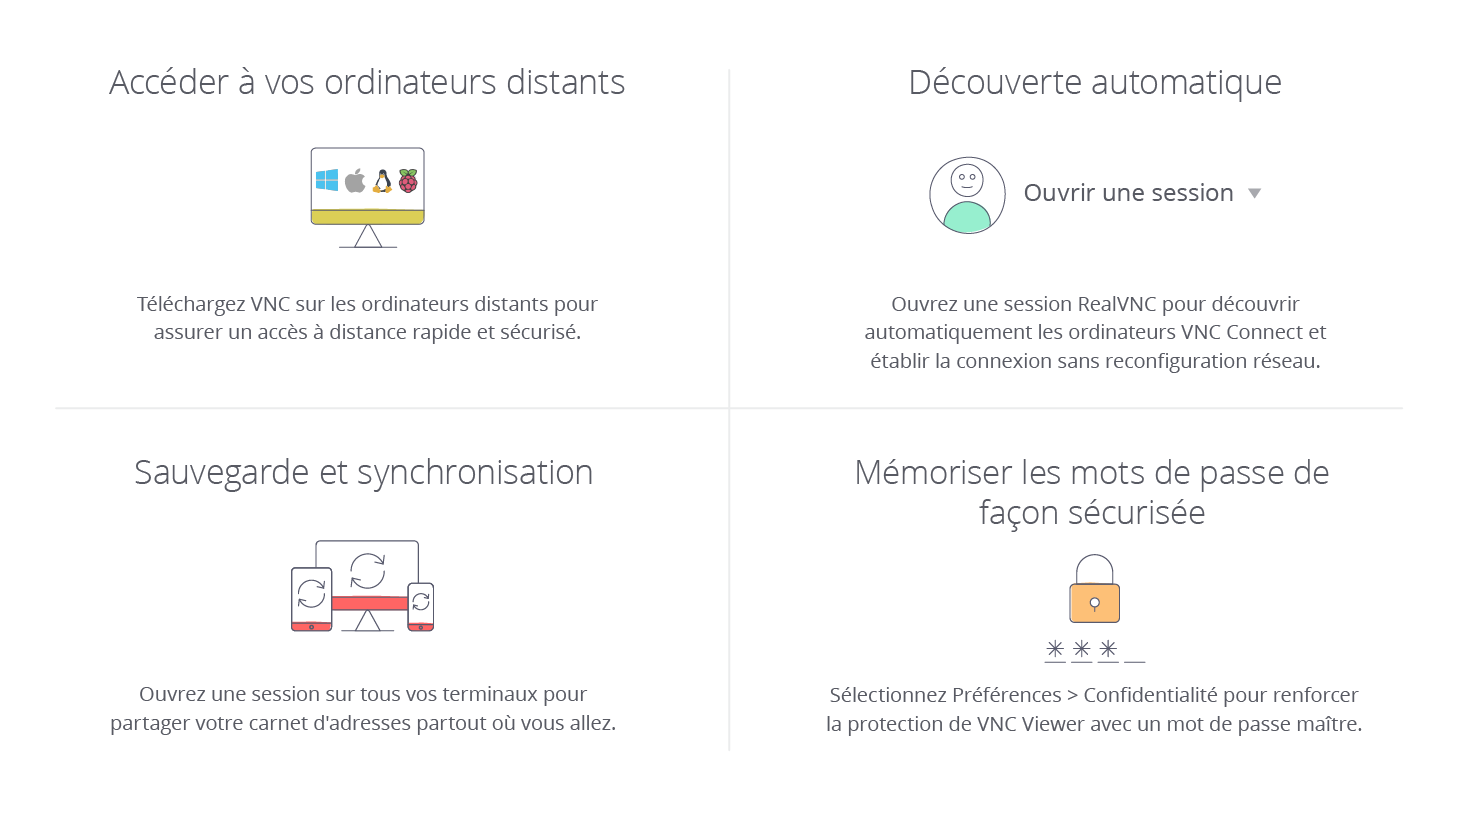 Accéder à vos ordinateurs distants
Téléchargez VNC sur les ordinateurs distants pour
assurer un accès à distance rapide et sécurisé.
Découverte automatique
Ouvrir une session
Ouvrez une session RealVNC pour découvrir
automatiquement les ordinateurs VNC Connect et
établir la connexion sans reconfiguration réseau.
Sauvegarde et synchronisation
Ouvrez une session sur tous vos terminaux pour
partager votre carnet d'adresses partout où vous allez.
Mémoriser les mots de passe de
façon sécurisée
Sélectionnez Préférences > Confidentialité pour renforcer
la protection de VNC Viewer avec un mot de passe maître.